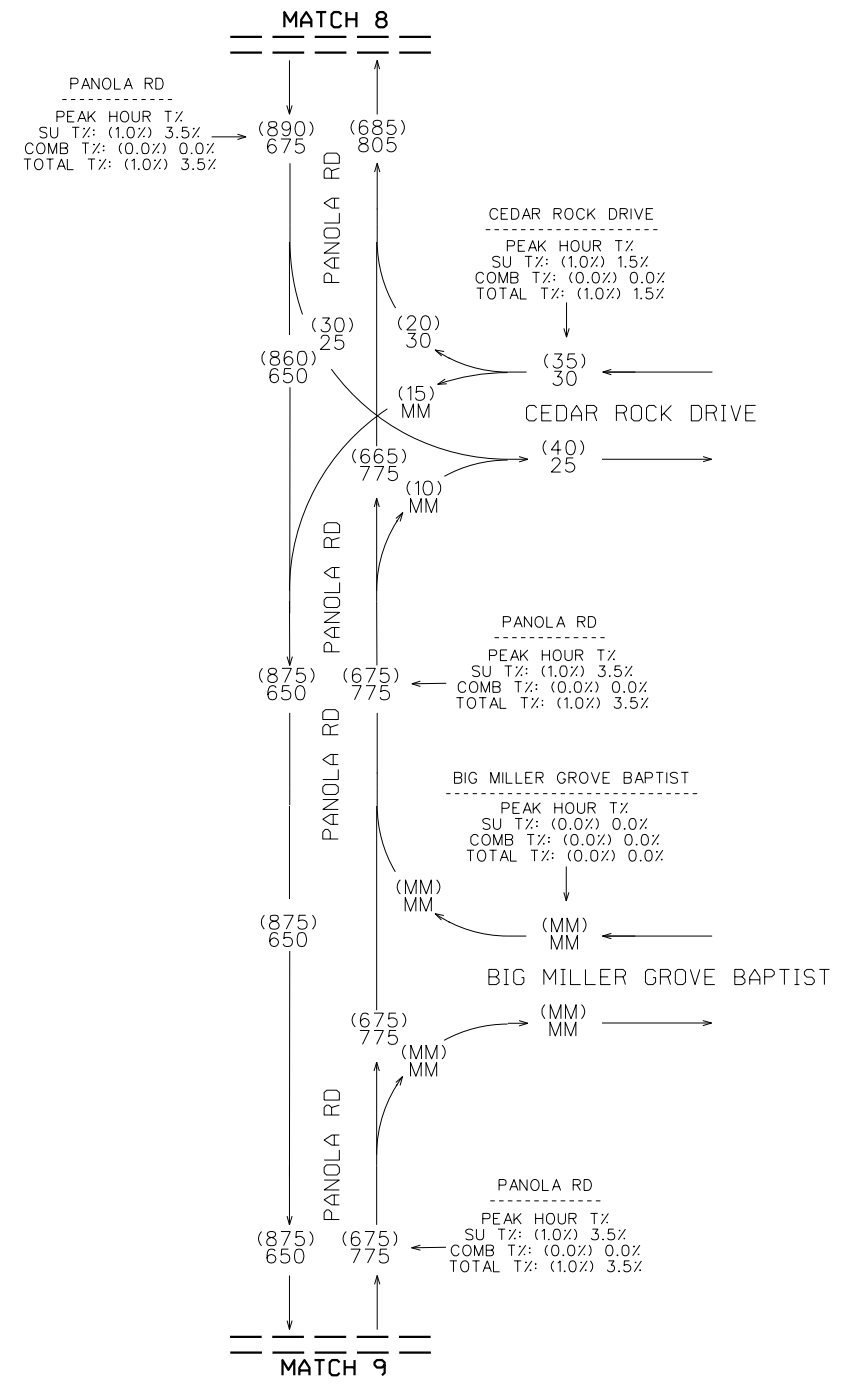 MATCH 8
PANOLA RD
PEAK HOUR T%
SU T%: (1.0%) 3.5%
COMB T%: (0.0%) 0.0%
TOTAL T%: (1.0%) 3.5%
(890)
675
(685)
805
PANOLA RD
CEDAR ROCK DRIVE
PEAK HOUR T%
SU T%: (1.0%) 1.5%
COMB T%: (0.0%) 0.0%
TOTAL T%: (1.0%) 1.5%
(30)
25
(20)
30
(860)
650
(35)
30
(15)
MM
CEDAR ROCK DRIVE
(665)
775
(40)
25
(10)
MM
PANOLA RD
PANOLA RD
PEAK HOUR T%
SU T%: (1.0%) 3.5%
COMB T%: (0.0%) 0.0%
TOTAL T%: (1.0%) 3.5%
(875)
650
(675)
775
PANOLA RD
BIG MILLER GROVE BAPTIST
PEAK HOUR T%
SU T%: (0.0%) 0.0%
COMB T%: (0.0%) 0.0%
TOTAL T%: (0.0%) 0.0%
(MM)
MM
(875)
650
(MM)
MM
BIG MILLER GROVE BAPTIST
(675)
775
(MM)
MM
(MM)
MM
PANOLA RD
PANOLA RD
PEAK HOUR T%
SU T%: (1.0%) 3.5%
COMB T%: (0.0%) 0.0%
TOTAL T%: (1.0%) 3.5%
(875)
650
(675)
775
MATCH 9